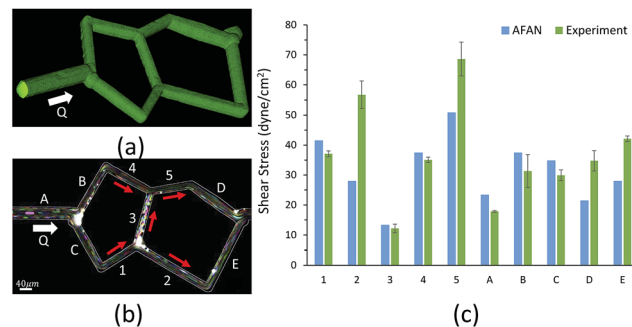 Q
(a)
A
B
4
5
D
3
C
1
2
E
Q
40μm
(b)
Shear Stress (dyne/cm²)
AFAN
Experiment
80
70
60
50
40
30
20
10
0
1 2 3 4 5 A B C D E
(c)